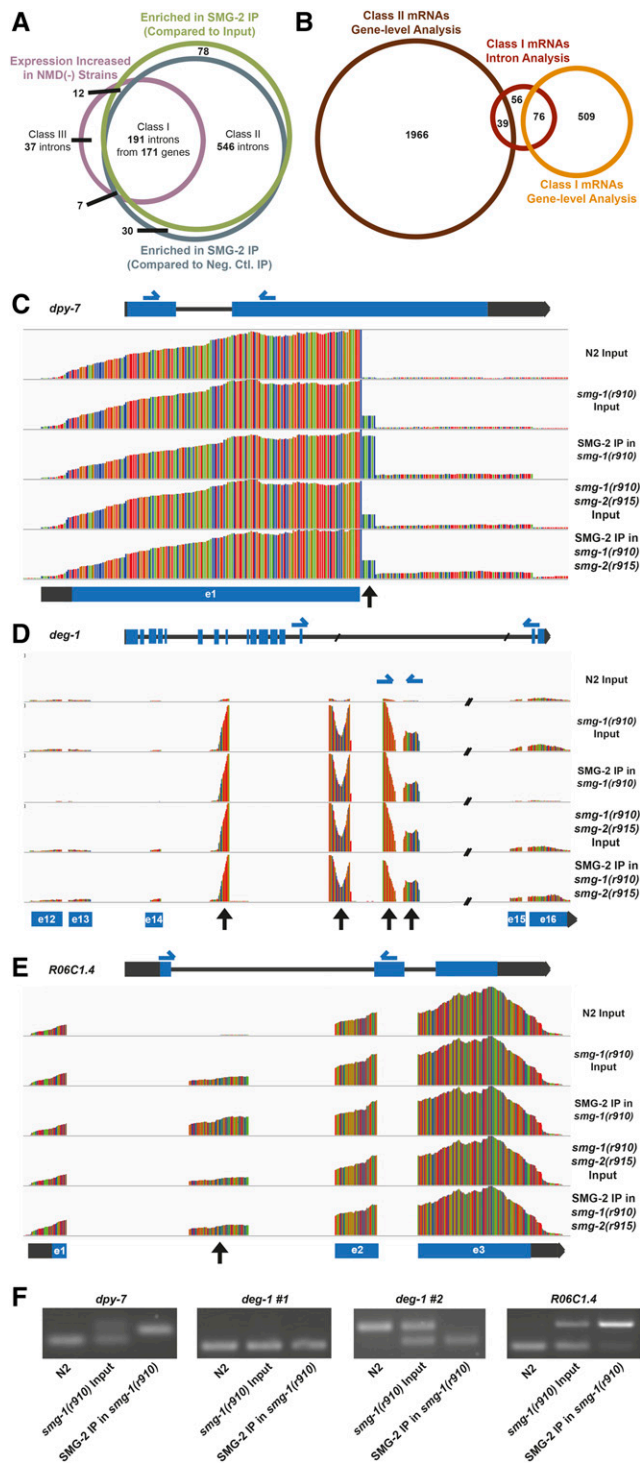 A
Enriched in SMG-2 IP
(Compared to Input)
78
Expression Increased
in NMD(-) Strains
12
Class III
37 introns
Class I
191 introns
from 171 genes
Class II
546 introns
7
30
Enriched in SMG-2 IP
(Compared to Neg. Ctl. IP)
B
Class II mRNAs
Gene-level Analysis
Class I mRNAs
Intron Analysis
1966
39
56
76
509
Class I mRNAs
Gene-level Analysis
C
dpy-7
N2 Input
smg-1(r910)
Input
SMG-2 IP in
smg-1(r910)
smg-1(r910)
smg-2(r915)
Input
SMG-2 IP in
smg-1(r910)
smg-2(r915)
e1
D
deg-1
N2 Input
smg-1(r910)
Input
SMG-2 IP in
smg-1(r910)
smg-1(r910)
smg-2(r915)
Input
SMG-2 IP in
smg-1(r910)
smg-2(r915)
e12 e13 e14 e15 e16
E
R06C1.4
N2 Input
smg-1(r910)
Input
SMG-2 IP in
smg-1(r910)
smg-1(r910)
smg-2(r915)
Input
SMG-2 IP in
smg-1(r910)
smg-2(r915)
e1 e2 e3
F
dpy-7
N2
smg-1(r910) Input
SMG-2 IP in smg-1(r910)
deg-1 #1
N2
smg-1(r910) Input
SMG-2 IP in smg-1(r910)
deg-1 #2
N2
smg-1(r910) Input
SMG-2 IP in smg-1(r910)
R06C1.4
N2
smg-1(r910) Input
SMG-2 IP in smg-1(r910)